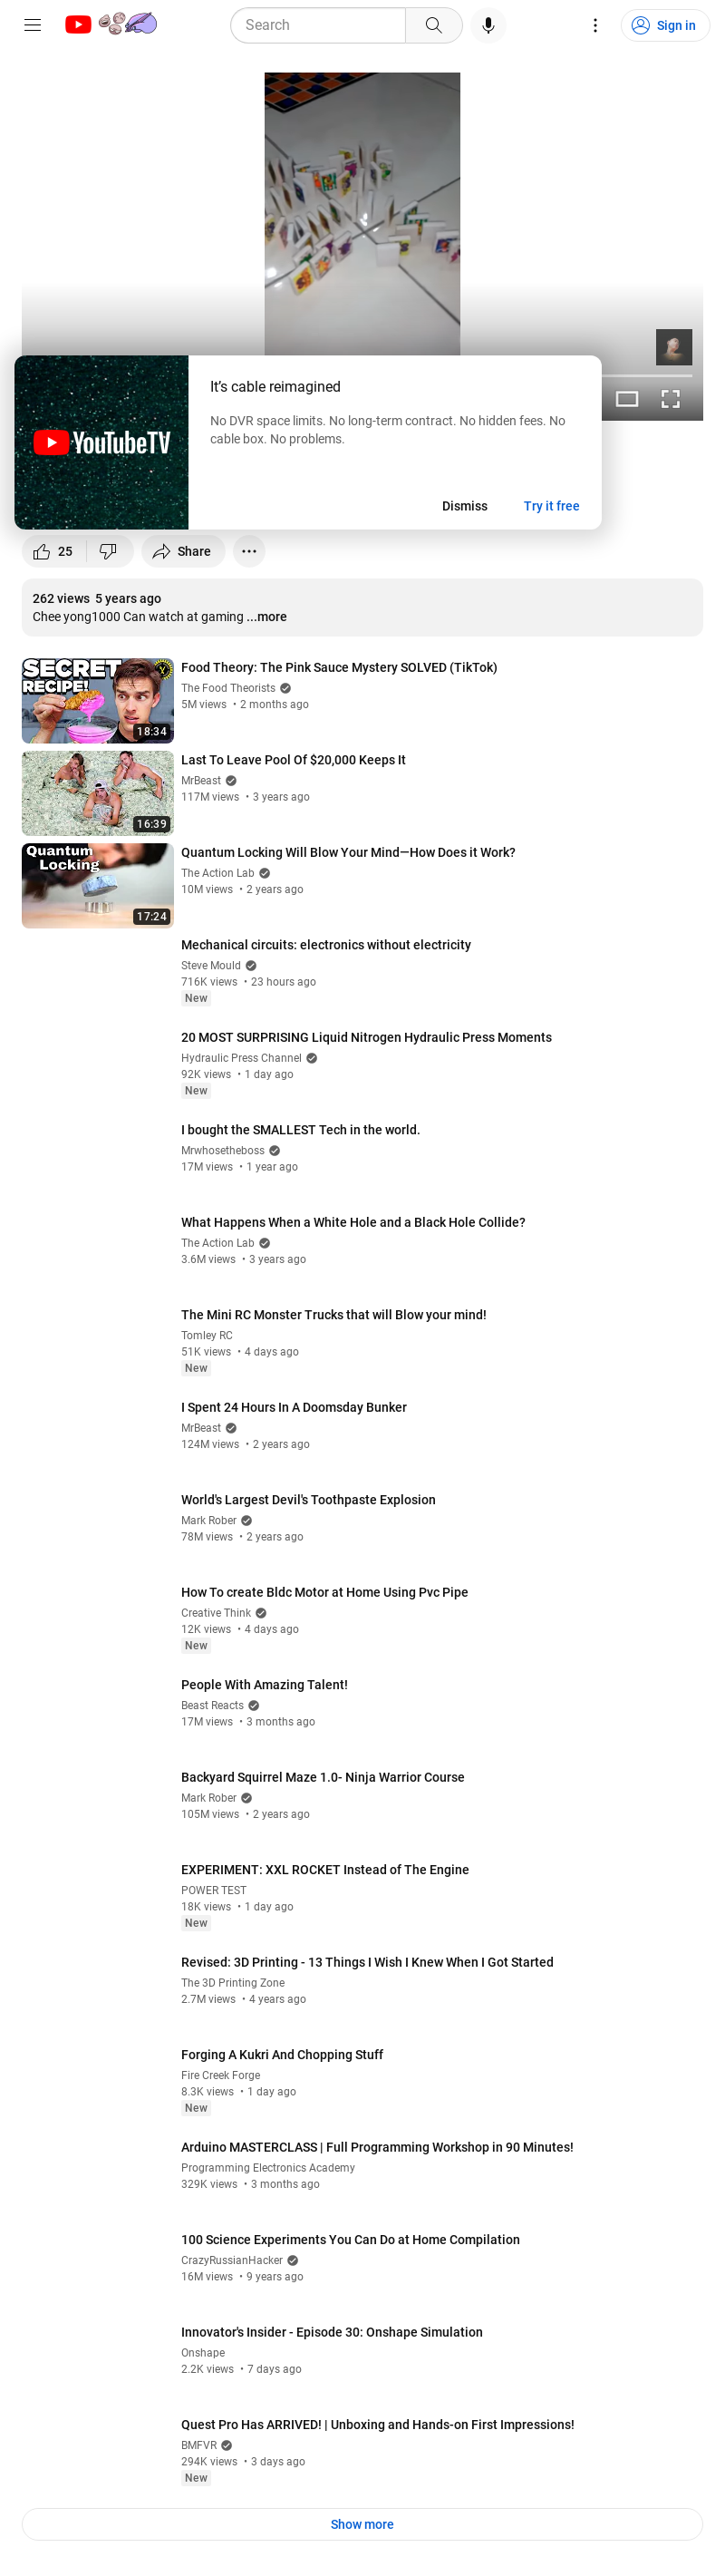 Search
Sign in
YouTubeTV
It's cable reimagined
No DVR space limits. No long-term contract. No hidden fees. No
cable box. No problems.
Dismiss
Try it free
25
Share
262 views 5 years ago
Chee yong1000 Can watch at gaming ...more
SECRET
RECIPE!
18:34
Food Theory: The Pink Sauce Mystery SOLVED (TikTok)
The Food Theorists
5M views • 2 months ago
16:39
Last To Leave Pool Of $20,000 Keeps It
MrBeast
117M views • 3 years ago
Quantum
Locking
17:24
Quantum Locking Will Blow Your Mind—How Does it Work?
The Action Lab
10M views • 2 years ago
Mechanical circuits: electronics without electricity
Steve Mould
716K views • 23 hours ago
New
20 MOST SURPRISING Liquid Nitrogen Hydraulic Press Moments
Hydraulic Press Channel
92K views • 1 day ago
New
I bought the SMALLEST Tech in the world.
Mrwhosetheboss
17M views • 1 year ago
What Happens When a White Hole and a Black Hole Collide?
The Action Lab
3.6M views • 3 years ago
The Mini RC Monster Trucks that will Blow your mind!
Tomley RC
51K views • 4 days ago
New
I Spent 24 Hours In A Doomsday Bunker
MrBeast
124M views • 2 years ago
World's Largest Devil's Toothpaste Explosion
Mark Rober
78M views • 2 years ago
How To create Bldc Motor at Home Using Pvc Pipe
Creative Think
12K views • 4 days ago
New
People With Amazing Talent!
Beast Reacts
17M views • 3 months ago
Backyard Squirrel Maze 1.0- Ninja Warrior Course
Mark Rober
105M views • 2 years ago
EXPERIMENT: XXL ROCKET Instead of The Engine
POWER TEST
18K views • 1 day ago
New
Revised: 3D Printing - 13 Things I Wish I Knew When I Got Started
The 3D Printing Zone
2.7M views • 4 years ago
Forging A Kukri And Chopping Stuff
Fire Creek Forge
8.3K views • 1 day ago
New
Arduino MASTERCLASS | Full Programming Workshop in 90 Minutes!
Programming Electronics Academy
329K views • 3 months ago
100 Science Experiments You Can Do at Home Compilation
CrazyRussianHacker
16M views • 9 years ago
Innovator's Insider - Episode 30: Onshape Simulation
Onshape
2.2K views • 7 days ago
Quest Pro Has ARRIVED! | Unboxing and Hands-on First Impressions!
BMFVR
294K views • 3 days ago
New
Show more